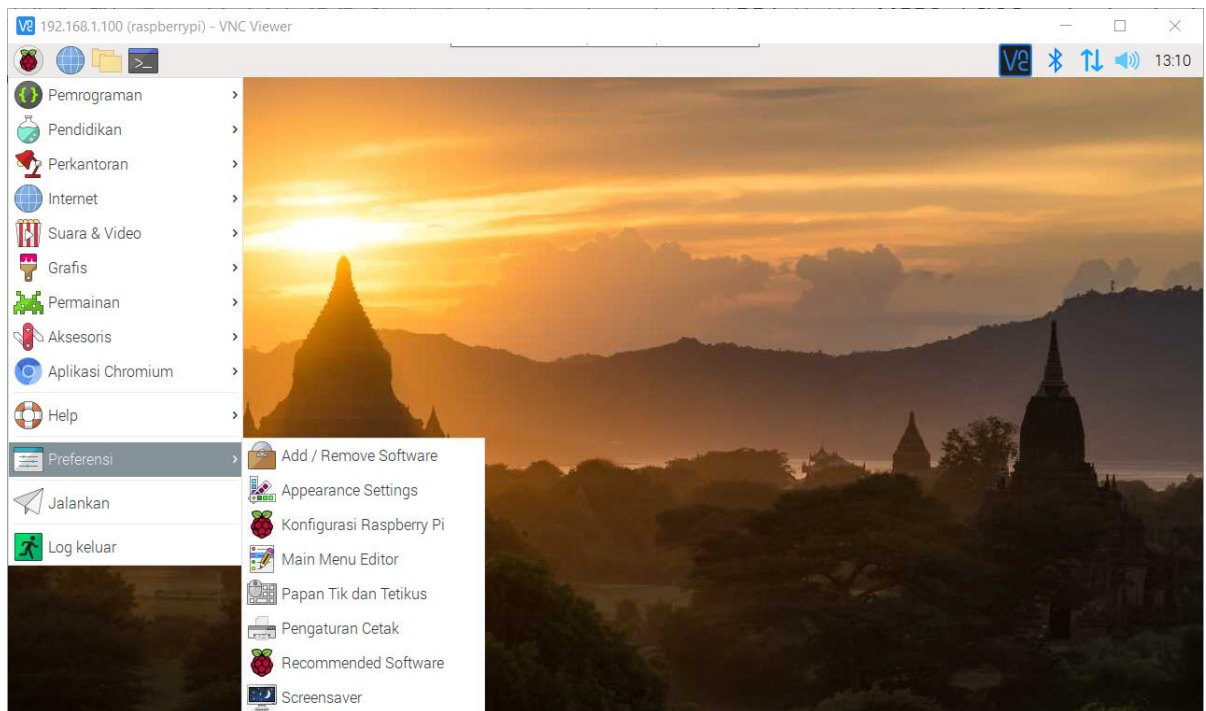 192.168.1.100 (raspberrypi) - VNC Viewer
13:10
Pemrograman
Pendidikan
Perkantoran
Internet
Suara & Video
Grafis
Permainan
Aksesoris
Aplikasi Chromium
Help
Preferensi
Jalankan
Log keluar
Add / Remove Software
Appearance Settings
Konfigurasi Raspberry Pi
Main Menu Editor
Papan Tik dan Tetikus
Pengaturan Cetak
Recommended Software
Screensaver